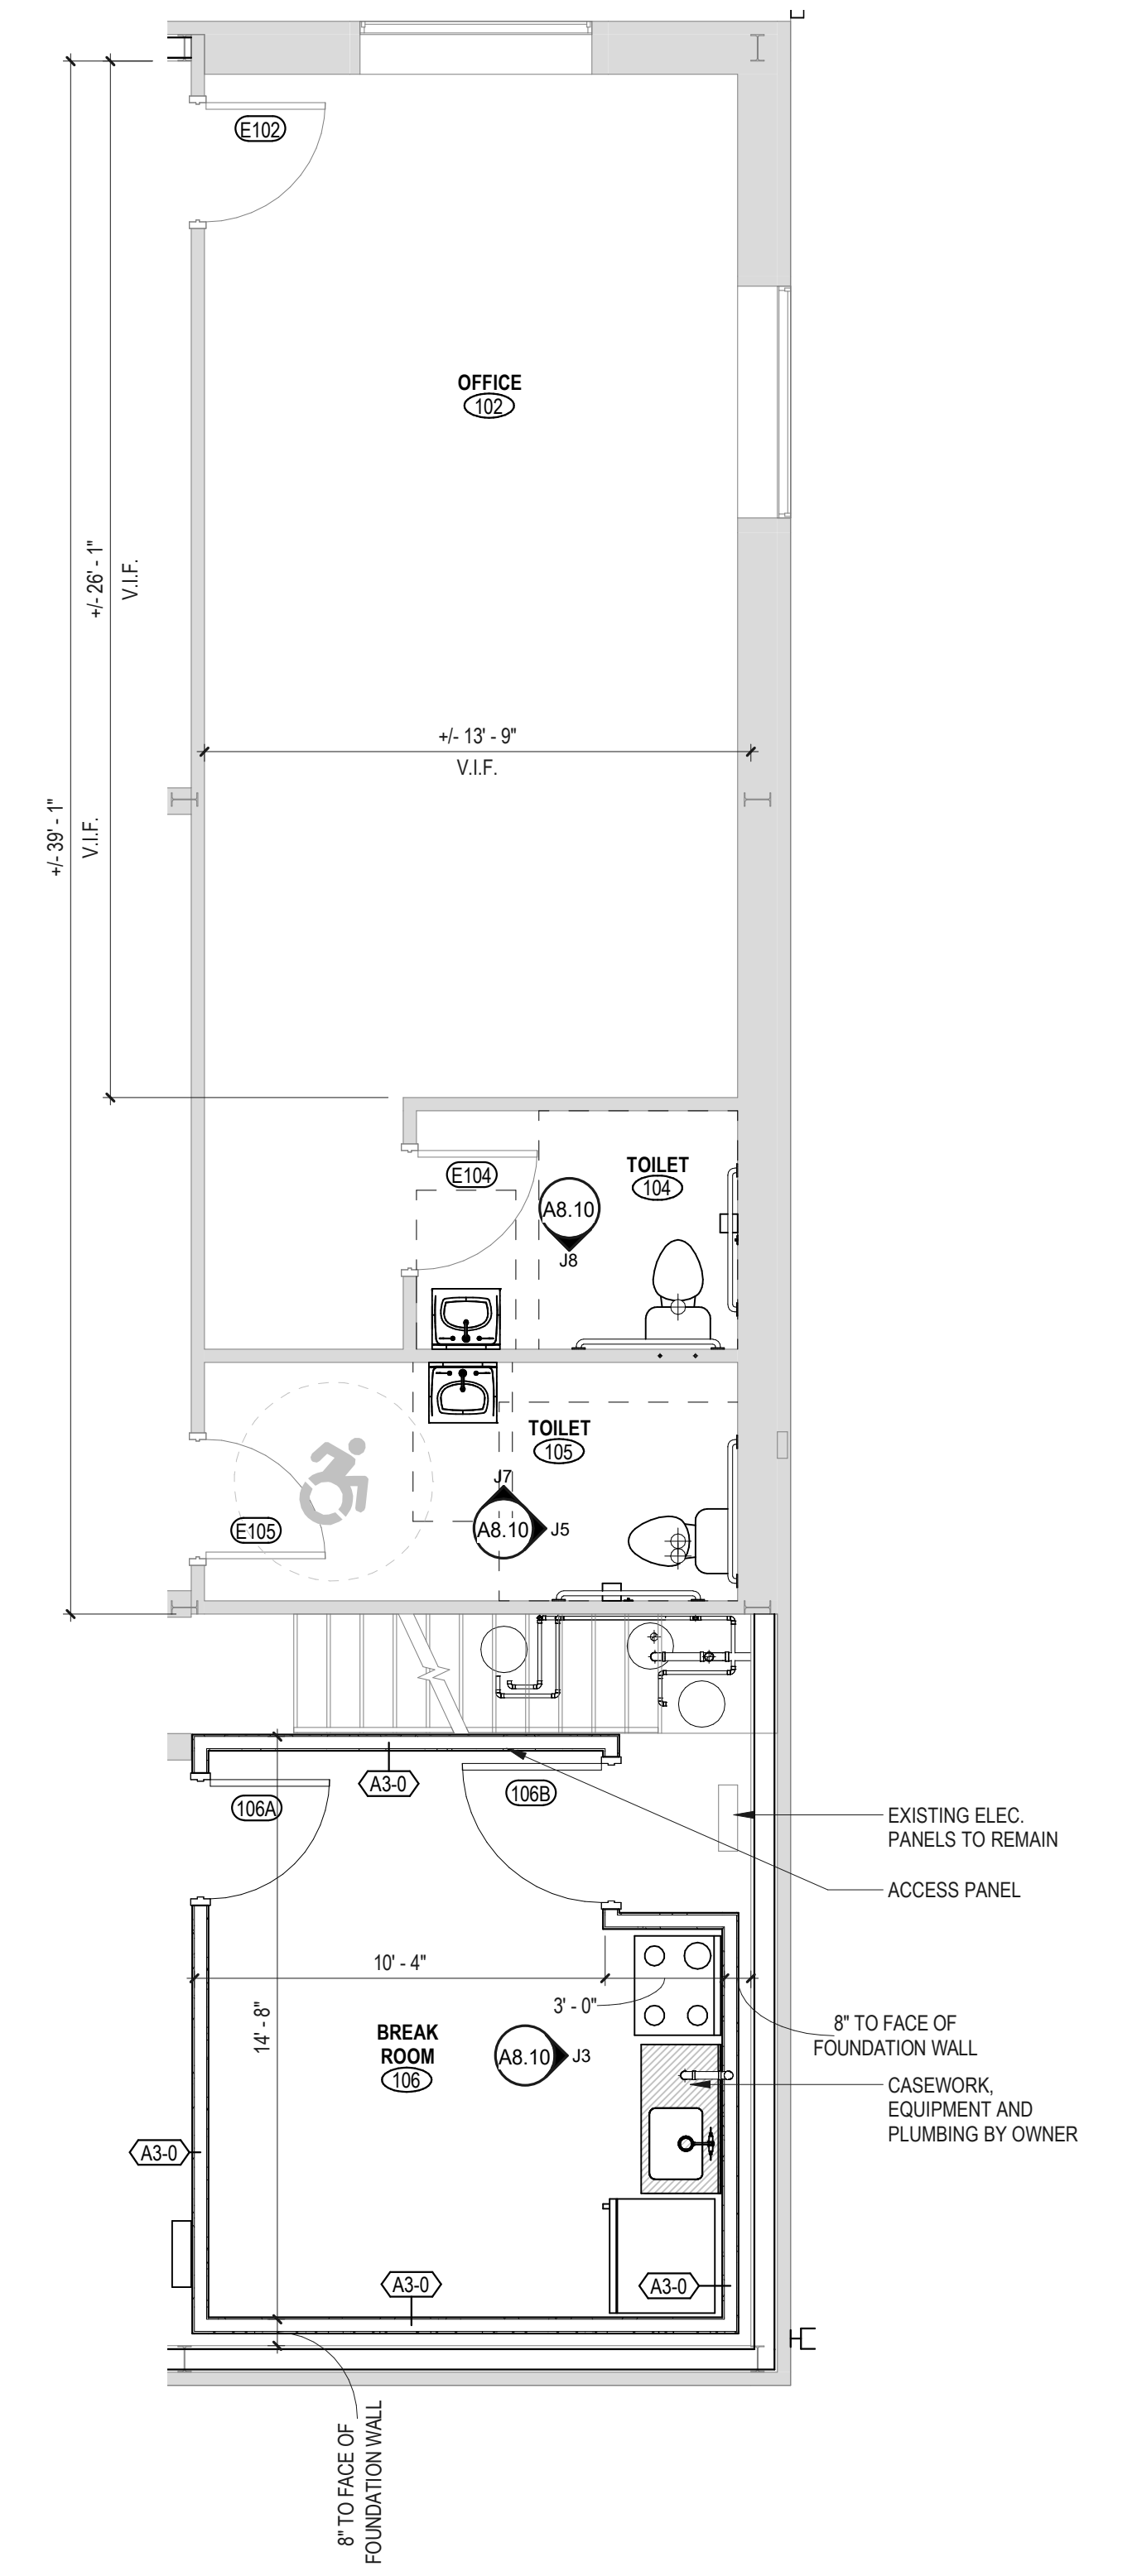 E102
OFFICE
102
+/- 26' - 1"
V.I.F.
+/- 13' - 9"
V.I.F.
+/- 39' - 1"
V.I.F.
E104
TOILET
104
A8.10
J8
TOILET
105
J7
A8.10
J5
E105
A3-0
106A
106B
EXISTING ELEC.
PANELS TO REMAIN
ACCESS PANEL
10' - 4"
3' - 0"
14' - 8"
8" TO FACE OF
FOUNDATION WALL
BREAK
ROOM
106
A8.10
J3
CASEWORK,
EQUIPMENT AND
PLUMBING BY OWNER
A3-0
A3-0
A3-0
8" TO FACE OF
FOUNDATION WALL